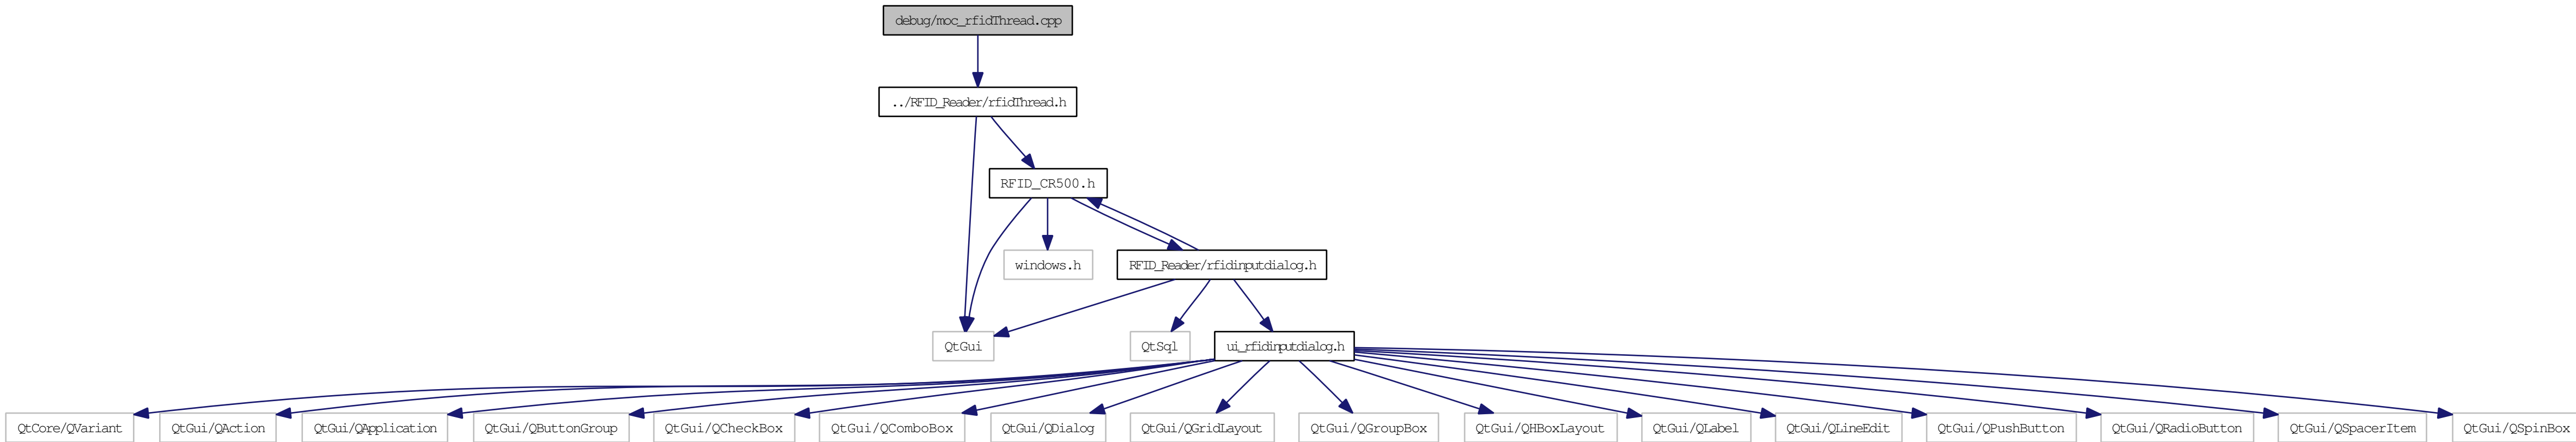 debug/moc_rfidThread.cpp
../RFID_Reader/rfidThread.h
RFID_CR500.h
windows.h
RFID_Reader/rfidinputdialog.h
QtGui
QtSql
ui_rfidinputdialog.h
QtCore/QVariant
QtGui/QAction
QtGui/QApplication
QtGui/QButtonGroup
QtGui/QCheckBox
QtGui/QComboBox
QtGui/QDialog
QtGui/QGridLayout
QtGui/QGroupBox
QtGui/QHBoxLayout
QtGui/QLabel
QtGui/QLineEdit
QtGui/QPushButton
QtGui/QRadioButton
QtGui/QSpacerItem
QtGui/QSpinBox